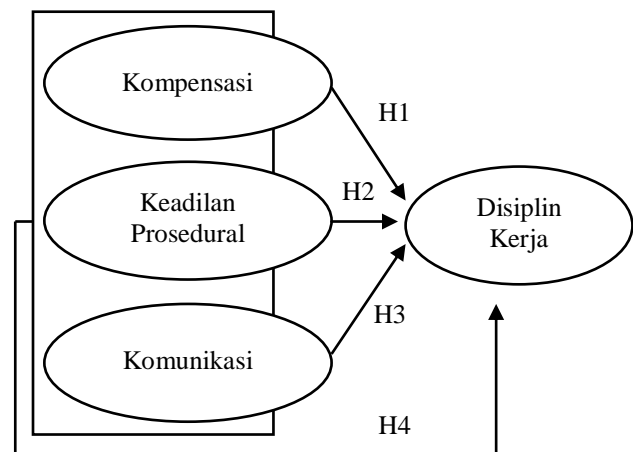 Kompensasi
H1
H2
Keadilan
Prosedural
Disiplin
Kerja
H3
Komunikasi
H4